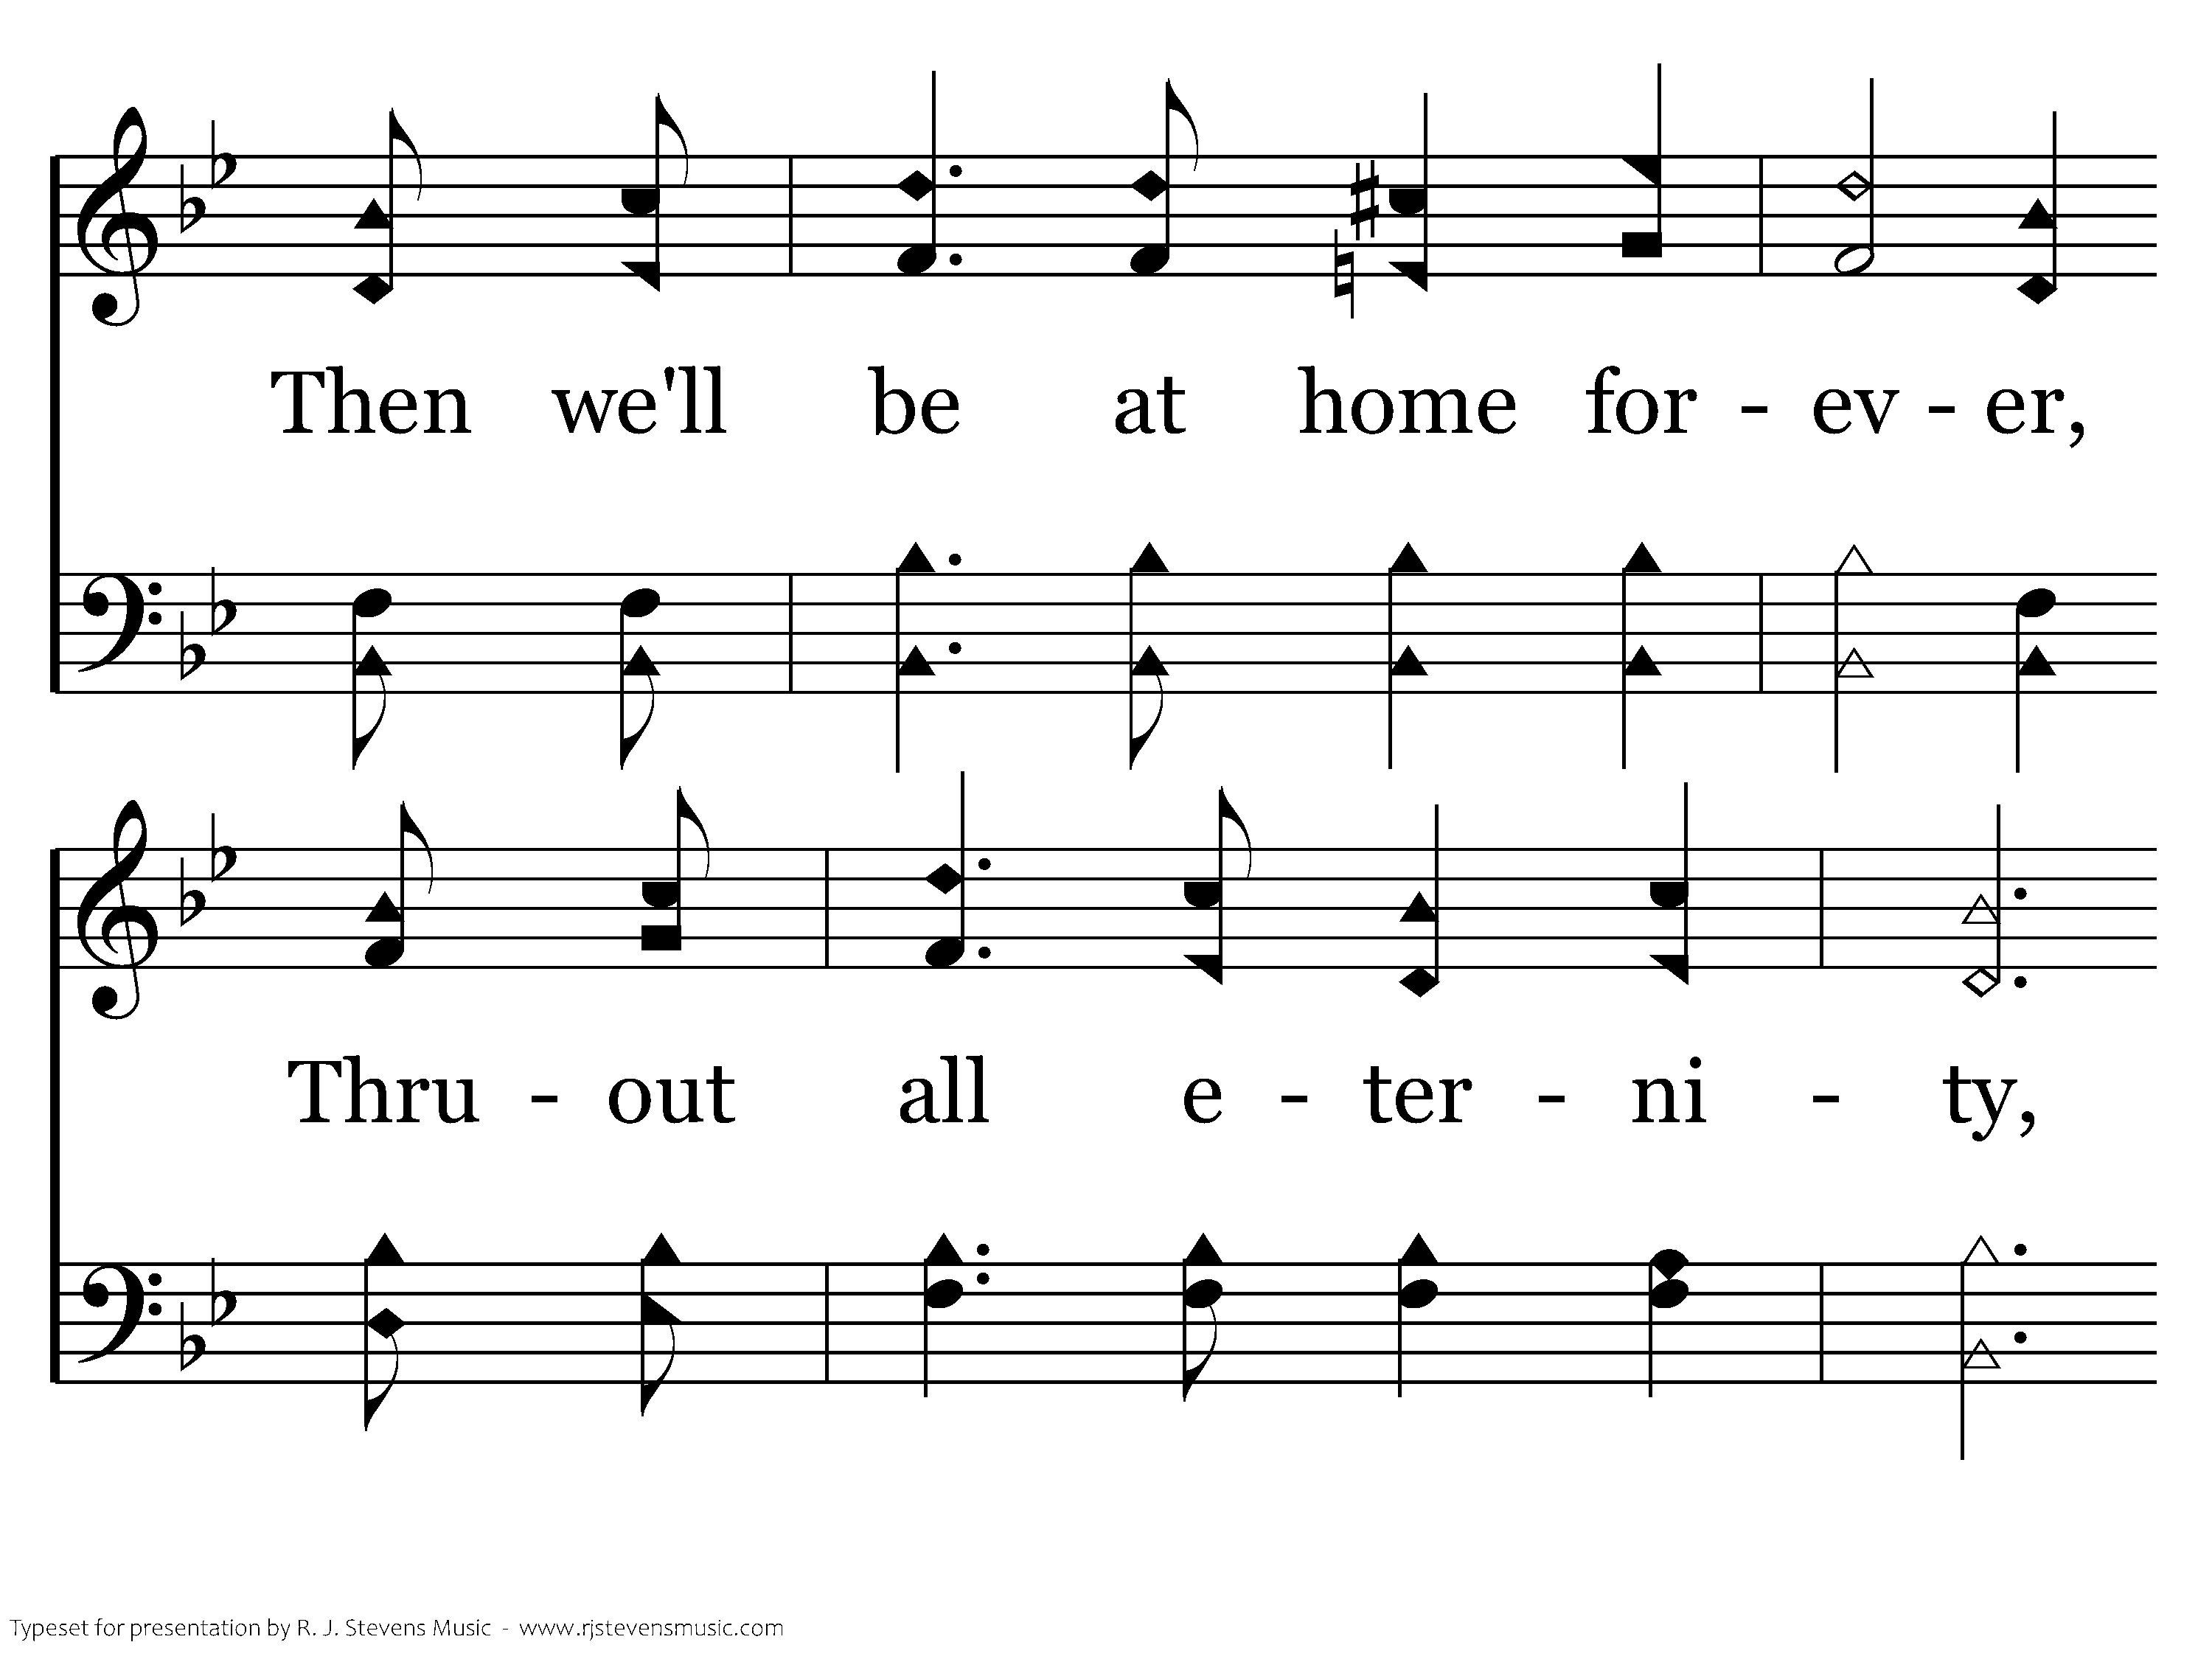 Then we'll be at home for - ev - er,
Thru - out all e - ter - ni - ty,
Typeset for presentation by R. J. Stevens Music - www.rjstevensmusic.com